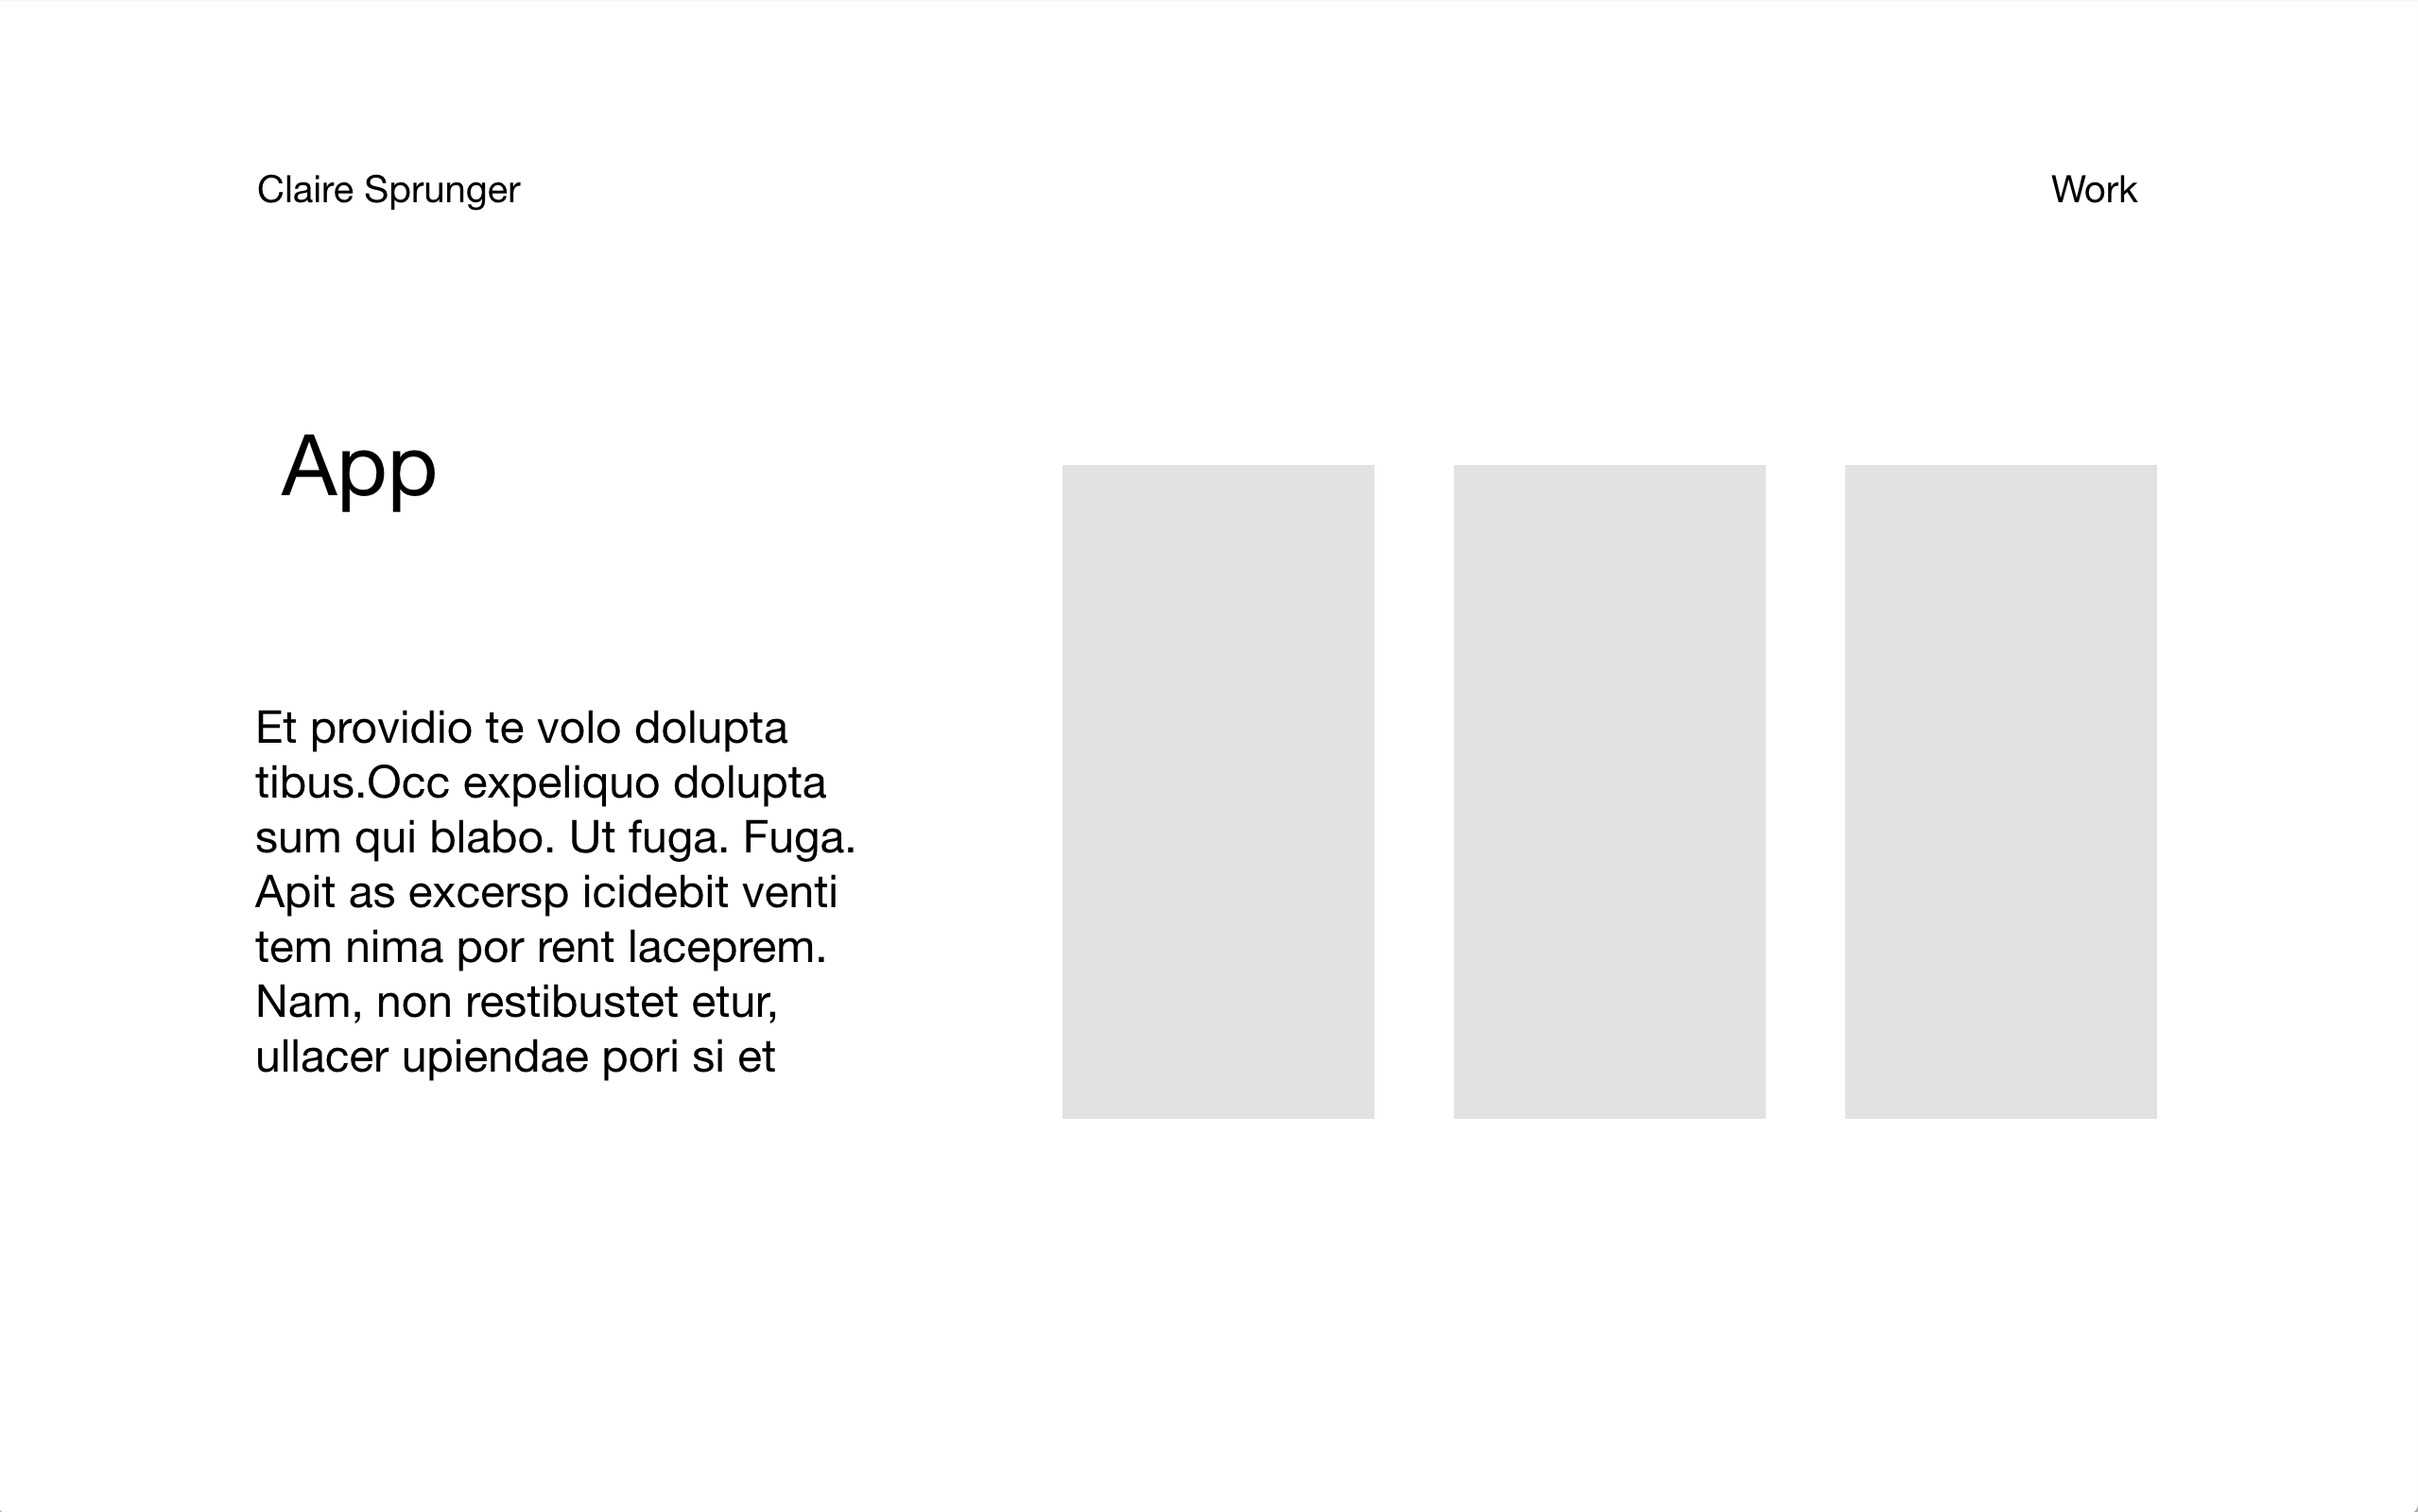 Claire Sprunger
Work
App
Et providio te volo dolupta
tibus.Occ expeliquo dolupta
sum qui blabo. Ut fuga. Fuga.
Apit as excersp icidebit venti
tem nima por rent laceprem.
Nam, non restibustet etur,
ullacer upiendae pori si et